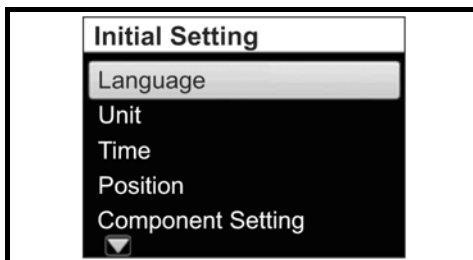 Initial Setting
Language
Unit
Time
Position
Component Setting